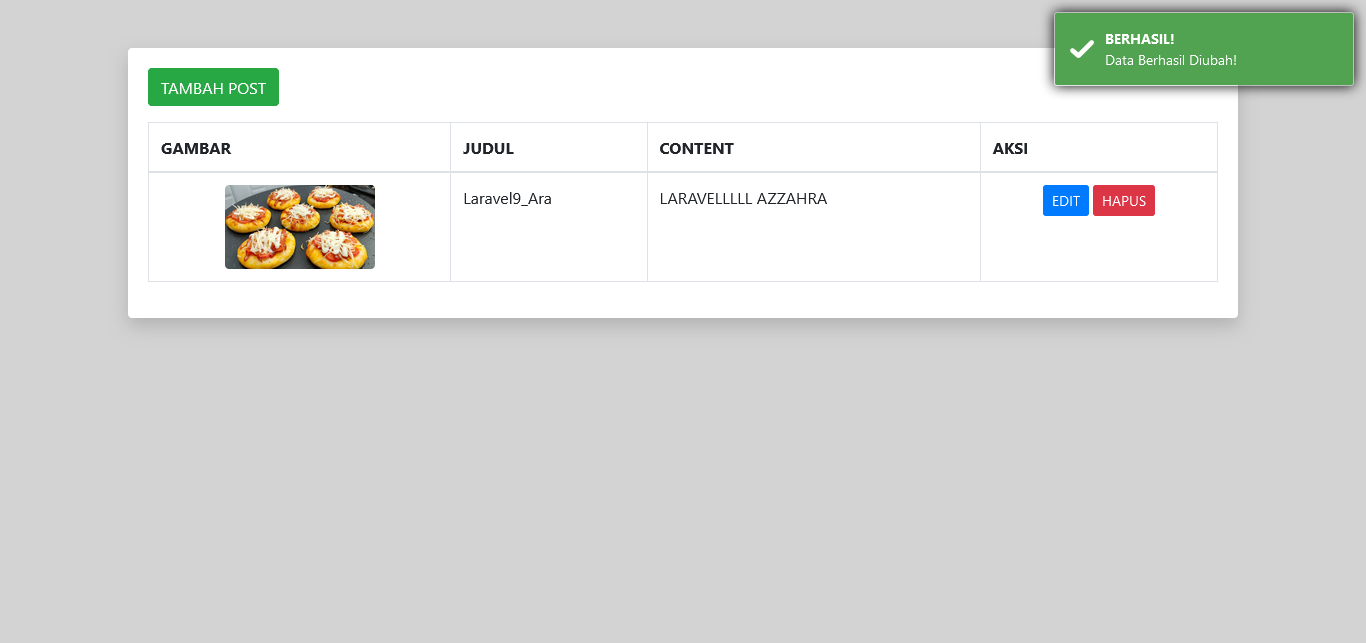 BERHASIL!
Data Berhasil Diubah!
TAMBAH POST
GAMBAR JUDUL CONTENT AKSI
Laravel9_Ara LARAVELLLLL AZZAHRA EDIT HAPUS